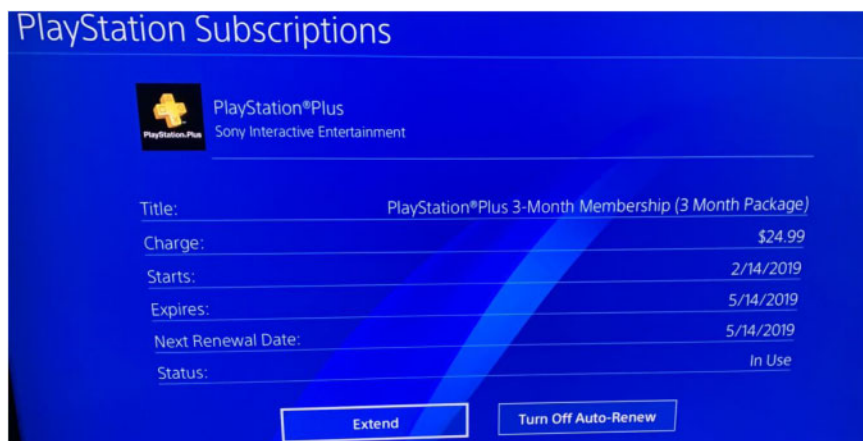 PlayStation Subscriptions
PlayStation®Plus
PlayStation.Plus
Sony Interactive Entertainment
Title: PlayStation®Plus 3-Month Membership (3 Month Package)
Charge: $24.99
Starts: 2/14/2019
Expires: 5/14/2019
Next Renewal Date: 5/14/2019
Status: In Use
Extend Turn Off Auto-Renew